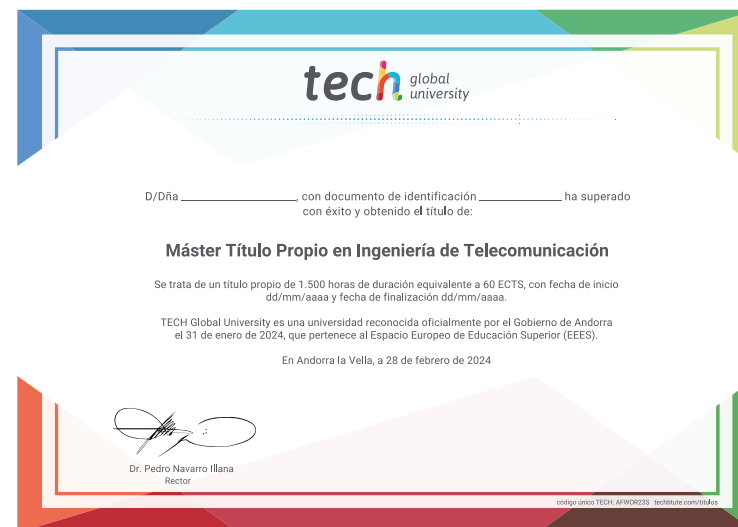 tech global university
D/Dña ____________, con documento de identificación ____________ ha superado
con éxito y obtenido el título de:
Máster Título Propio en Ingeniería de Telecomunicación
Se trata de un título propio de 1.500 horas de duración equivalente a 60 ECTS, con fecha de inicio
dd/mm/aaaa y fecha de finalización dd/mm/aaaa.
TECH Global University es una universidad reconocida oficialmente por el Gobierno de Andorra
el 31 de enero de 2024, que pertenece al Espacio Europeo de Educación Superior (EEES).
En Andorra la Vella, a 28 de febrero de 2024
Dr. Pedro Navarro Illana
Rector
código único TECH: AFWOR23S techtitute.com/titulos